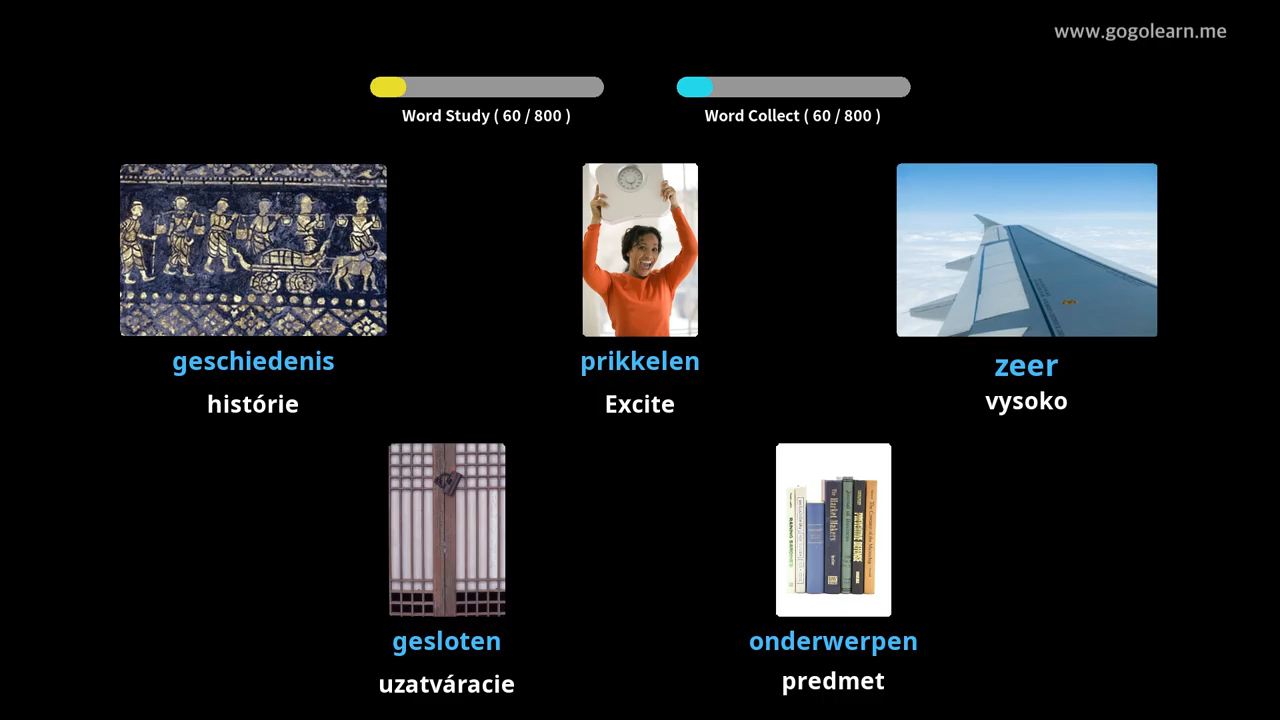 www.gogolearn.me
Word Study ( 60 / 800 )
Word Collect ( 60 / 800 )
geschiedenis
histórie
prikkelen
Excite
zeer
vysoko
gesloten
uzatváracie
onderwerpen
predmet